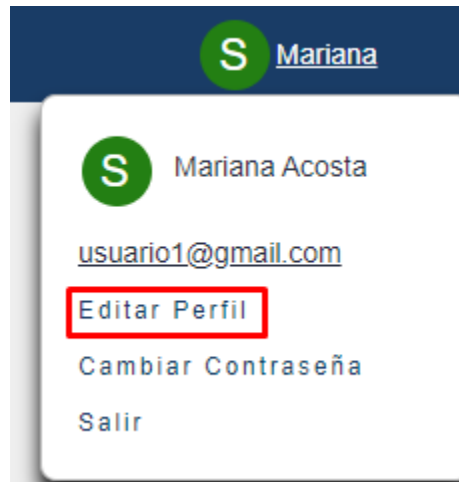 S Mariana
S Mariana Acosta
usuario1@gmail.com
Editar Perfil
Cambiar Contraseña
Salir